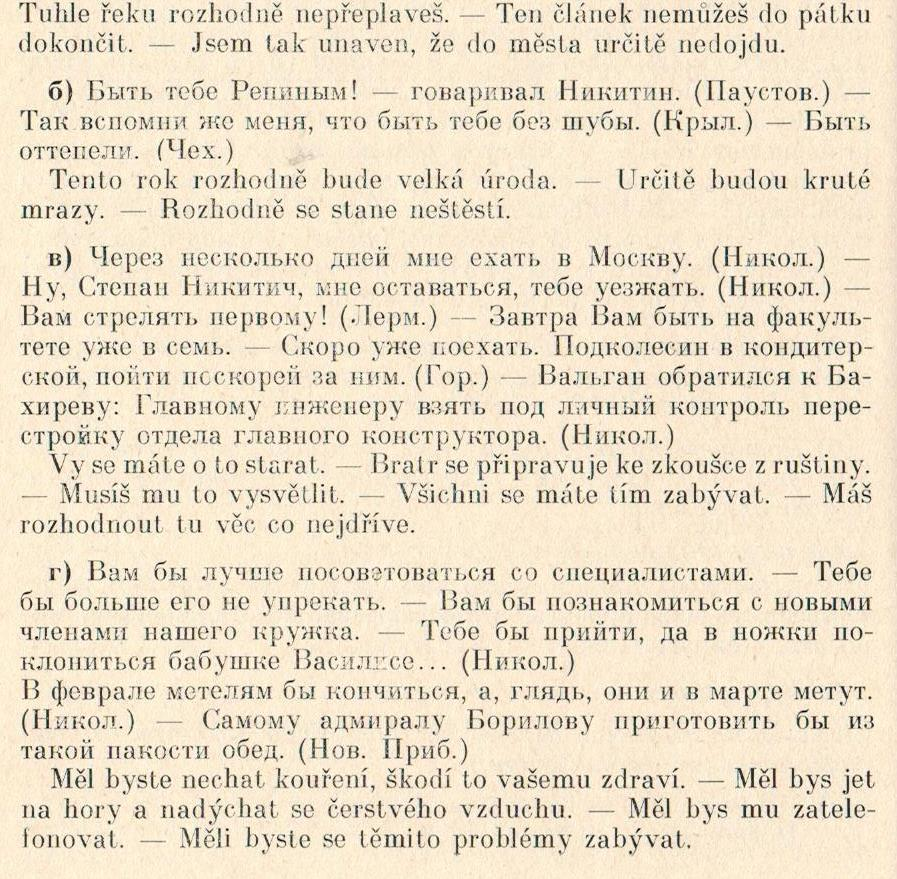 Tuhle řeku rozhodně nepřeplaveš. — Ten článek nemůžeš do pátku
dokončit. — Jsem tak unaven, že do města určitě nedojdu.
б) Быть тебе Репиным! — говаривал Никитин. (Паустов.) —
Так вспомни же меня, что быть тебе без шубы. (Крыл.) — Быть
оттепели. (Чех.)
Tento rok rozhodně bude velká úroda. — Určitě budou kruté
mrazy. — Rozhodně se stane neštěstí.
в) Через несколько дней мне ехать в Москву. (Никол.) —
Ну, Степан Никитич, мне оставаться, тебе уезжать. (Никол.) —
Вам стрелять первому! (Лерм.) — Завтра Вам быть на факуль-
тете уже в семь. — Скоро уже поехать. Подколесин в кондитер-
ской, пойти поскорей за ним. (Гор.) — Вальган обратился к Ба-
хиреву: Главному инженеру взять под личный контроль пере-
стройку отдела главного конструктора. (Никол.)
Vy se máte o to starat. — Bratr se připravuje ke zkoušce z ruštiny.
— Musíš mu to vysvětlit. — Všichni se máte tím zabývat. — Máš
rozhodnout tu věc co nejdříve.
г) Вам бы лучше посоветоваться со специалистами. — Тебе
бы больше его не упрекать. — Вам бы познакомиться с новыми
членами нашего кружка. — Тебе бы прийти, да в ножки по-
клониться бабушке Василисе... (Никол.)
В феврале метелям бы кончиться, а, глядь, они и в марте метут.
(Никол.) — Самому адмиралу Борилову приготовить бы из
такой пакости обед. (Нов. Приб.)
Měl byste nechat kouření, škodí to vašemu zdraví. — Měl bys jet
na hory a nadýchat se čerstvého vzduchu. — Měl bys mu zatele-
fonovat. — Měli byste se těmito problémy zabývat.